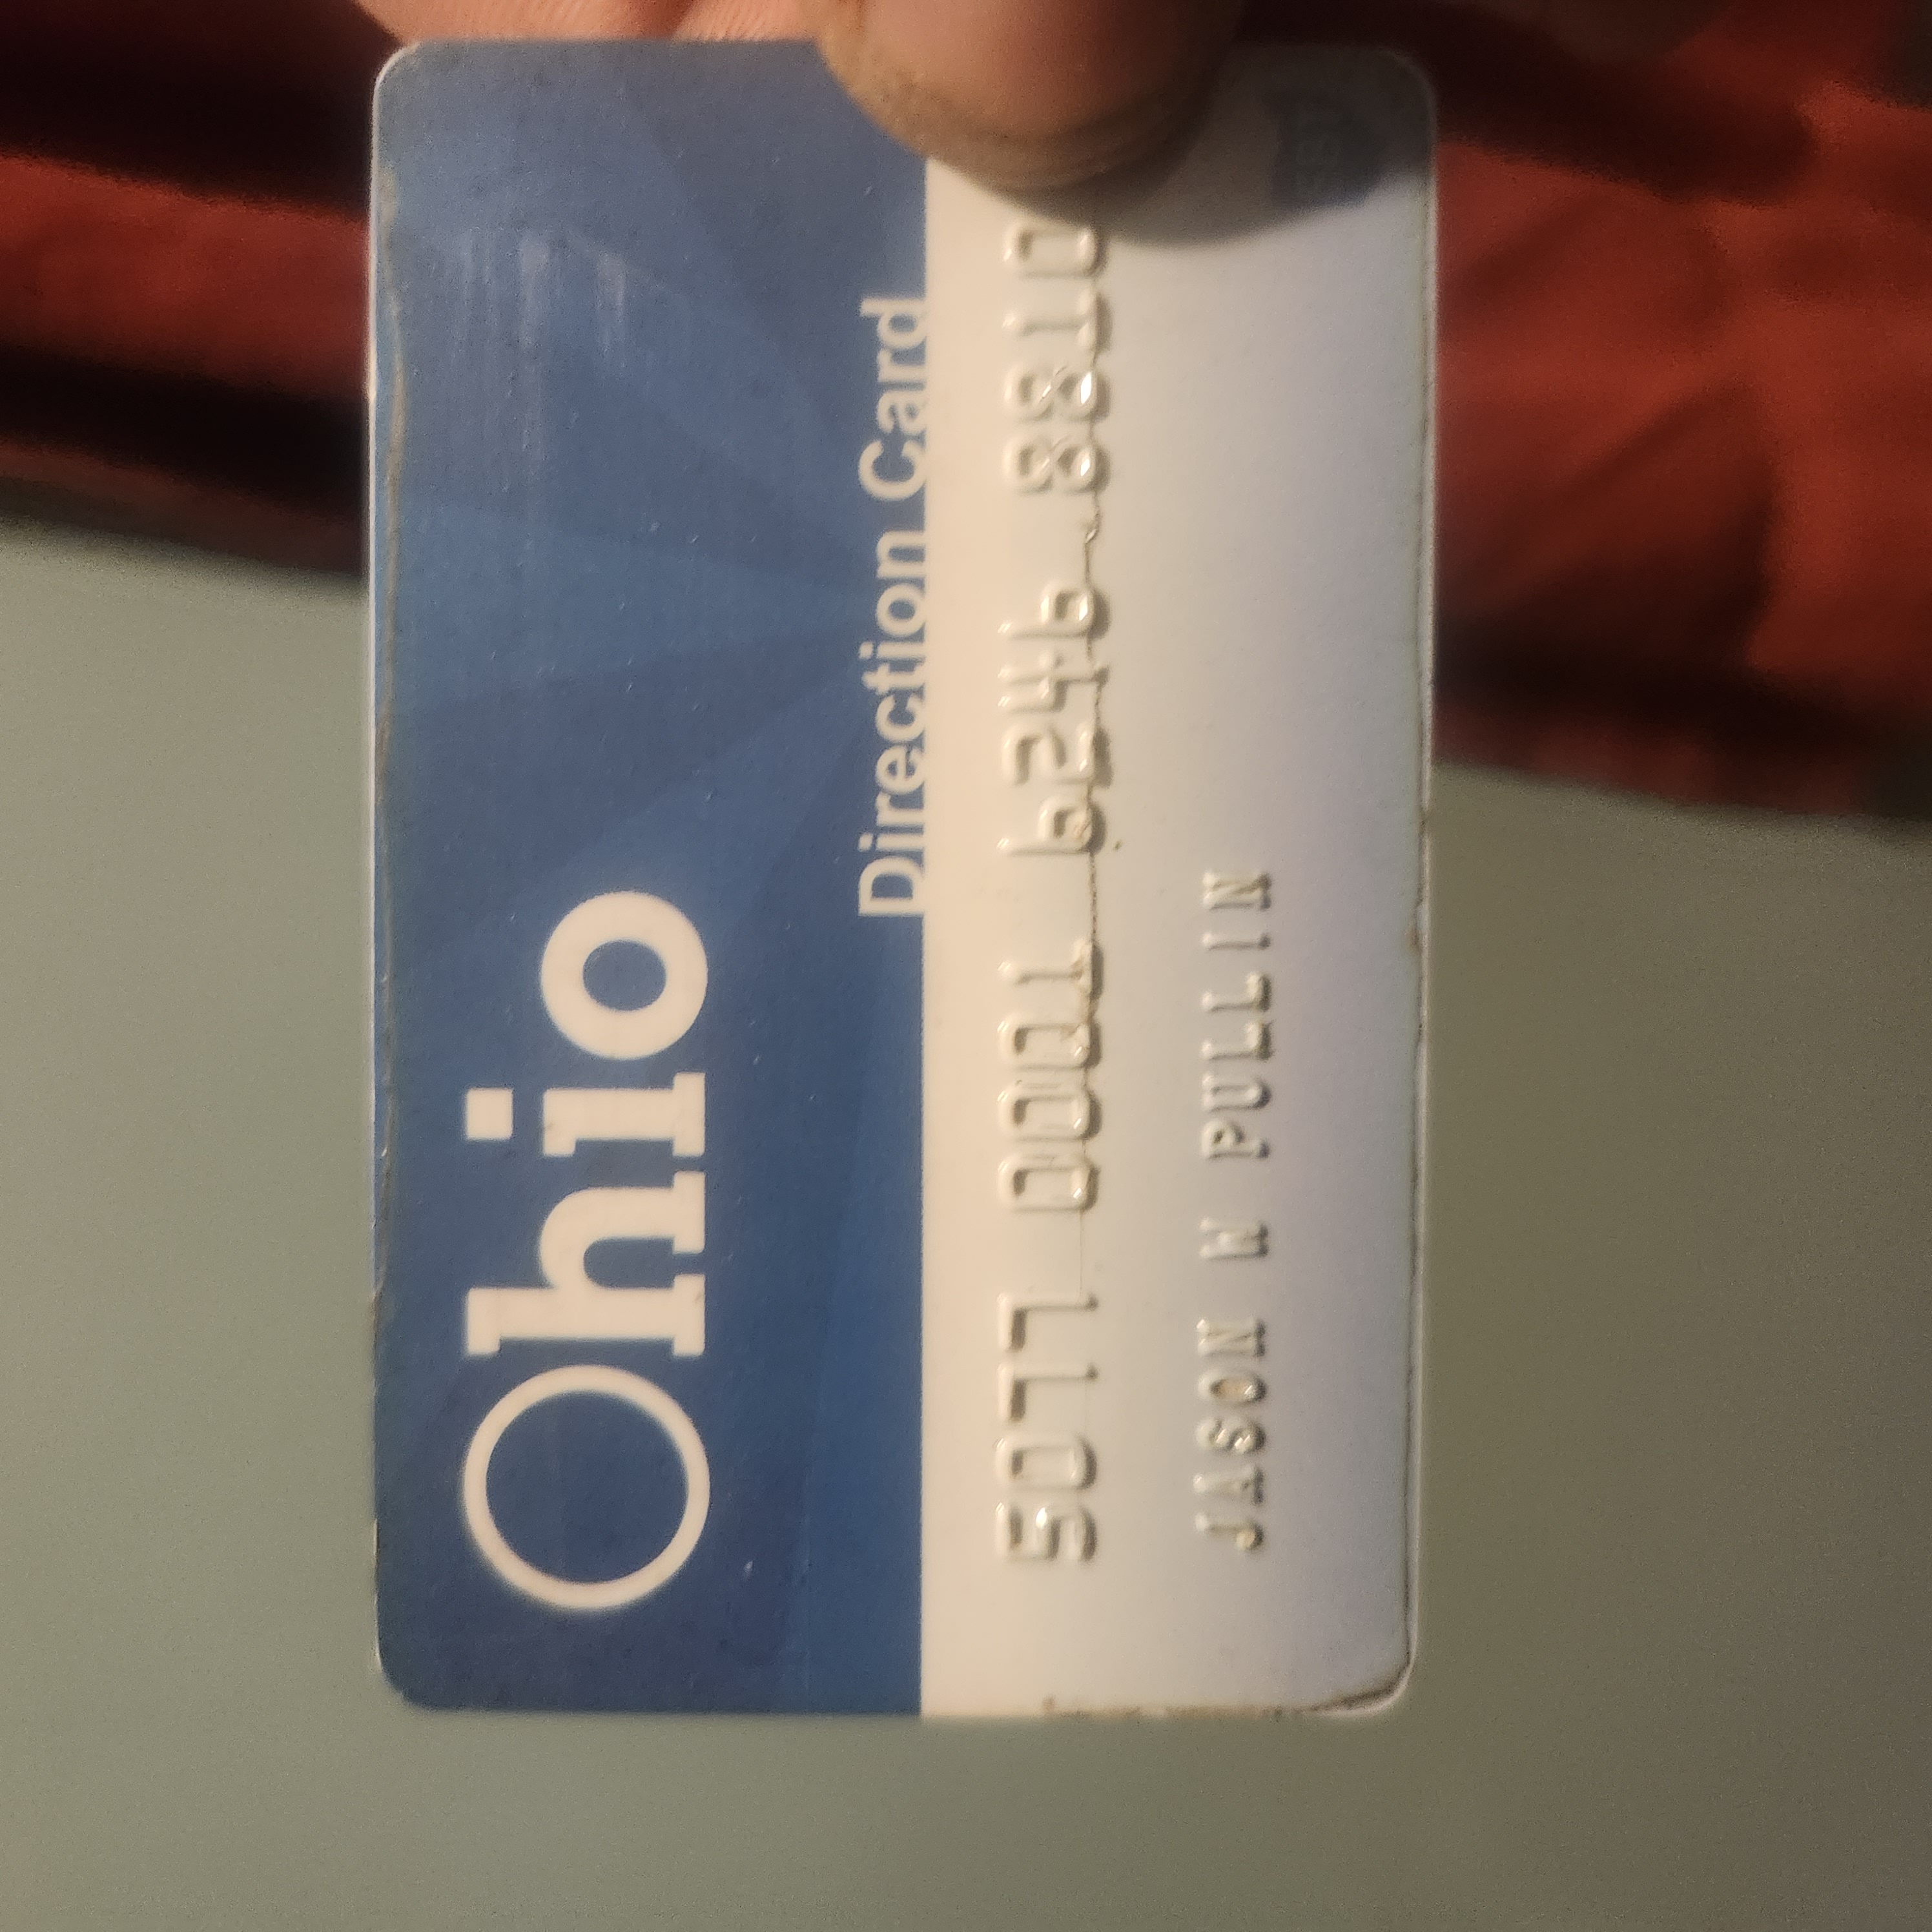 Ohio
Direction Card
5077 0001 6246 8810
JASON W PULLIN